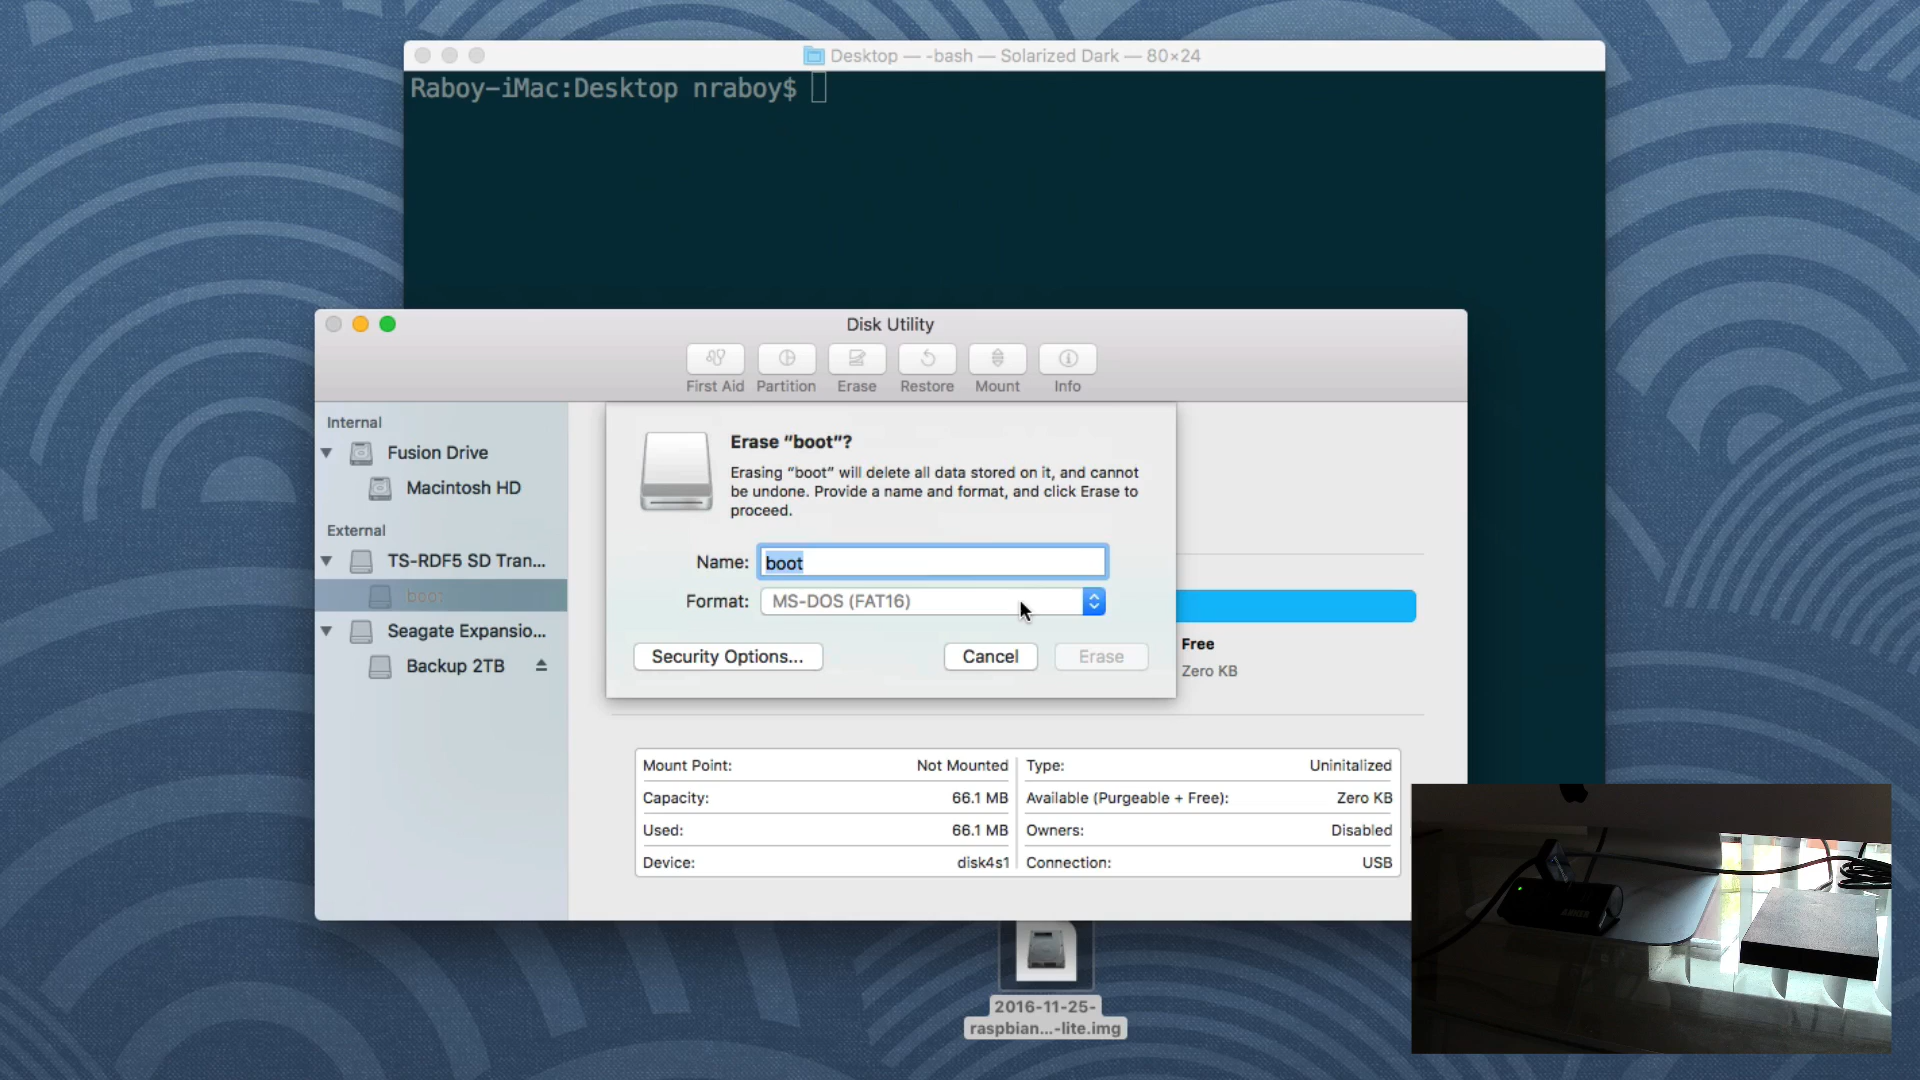 Desktop — -bash — Solarized Dark — 80×24
Raboy-iMac:Desktop nraboy$
Disk Utility
First Aid
Partition
Erase
Restore
Mount
Info
Internal
Fusion Drive
Macintosh HD
External
TS-RDF5 SD Tran...
boot
Seagate Expansio...
Backup 2TB
Erase “boot”?
Erasing “boot” will delete all data stored on it, and cannot
be undone. Provide a name and format, and click Erase to
proceed.
Name: boot
Format: MS-DOS (FAT16)
Security Options...
Cancel
Erase
Free
Zero KB
Mount Point: Not Mounted
Type: Uninitalized
Capacity: 66.1 MB
Available (Purgeable + Free): Zero KB
Used: 66.1 MB
Owners: Disabled
Device: disk4s1
Connection: USB
2016-11-25-
raspbian...-lite.img